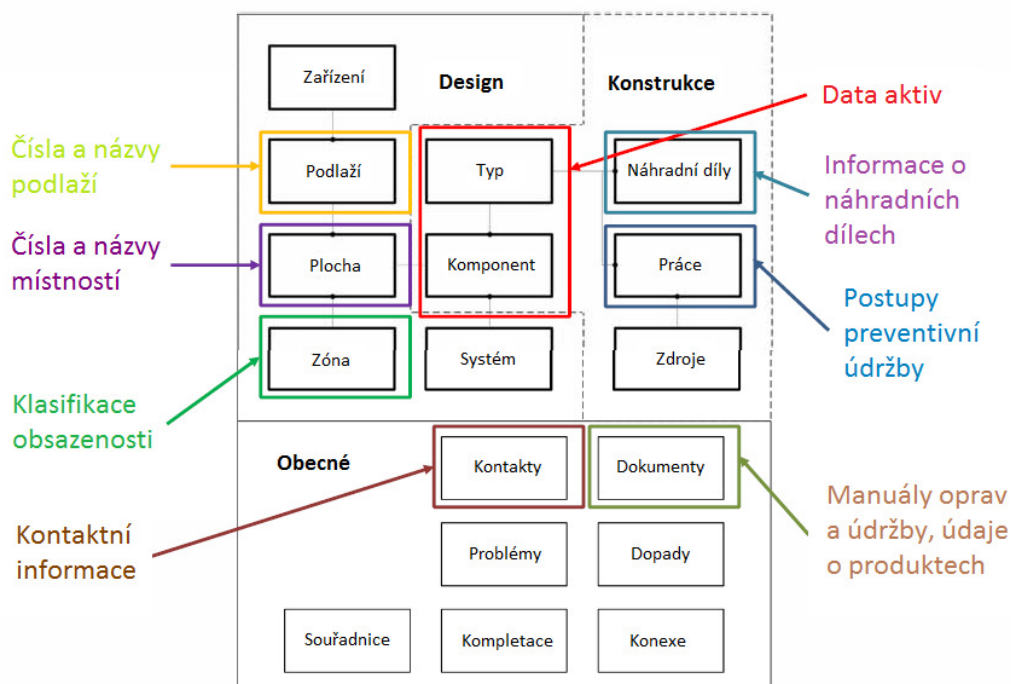 Zařízení
Design
Konstrukce
Data aktiv
Čísla a názvy
podlaží
Podlaží
Typ
Náhradní díly
Informace o
náhradních
dílech
Čísla a názvy
místností
Plocha
Komponent
Práce
Postupy
preventivní
údržby
Zóna
Systém
Zdroje
Klasifikace
obsazenosti
Obecné
Kontakty
Dokumenty
Kontaktní
informace
Manuály oprav
a údržby, údaje
o produktech
Problémy
Dopady
Souřadnice
Kompletace
Konexe